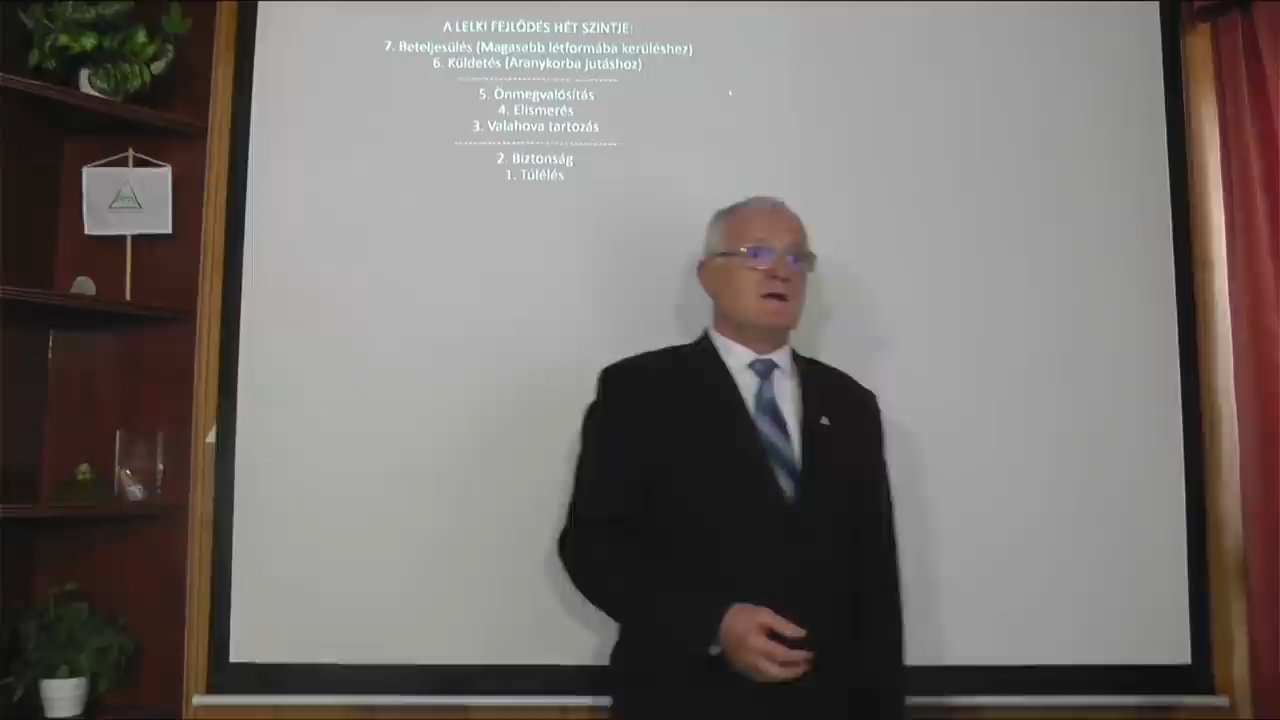 A LELKI FEJLŐDÉS HÉT SZINTJE:
7. Beteljesülés (Magasabb létformába kerüléshez)
6. Küldetés (Aranykorba jutáshoz)
5. Önmegvalósítás
4. Elismerés
3. Valahova tartozás
2. Biztonság
1. Túlélés